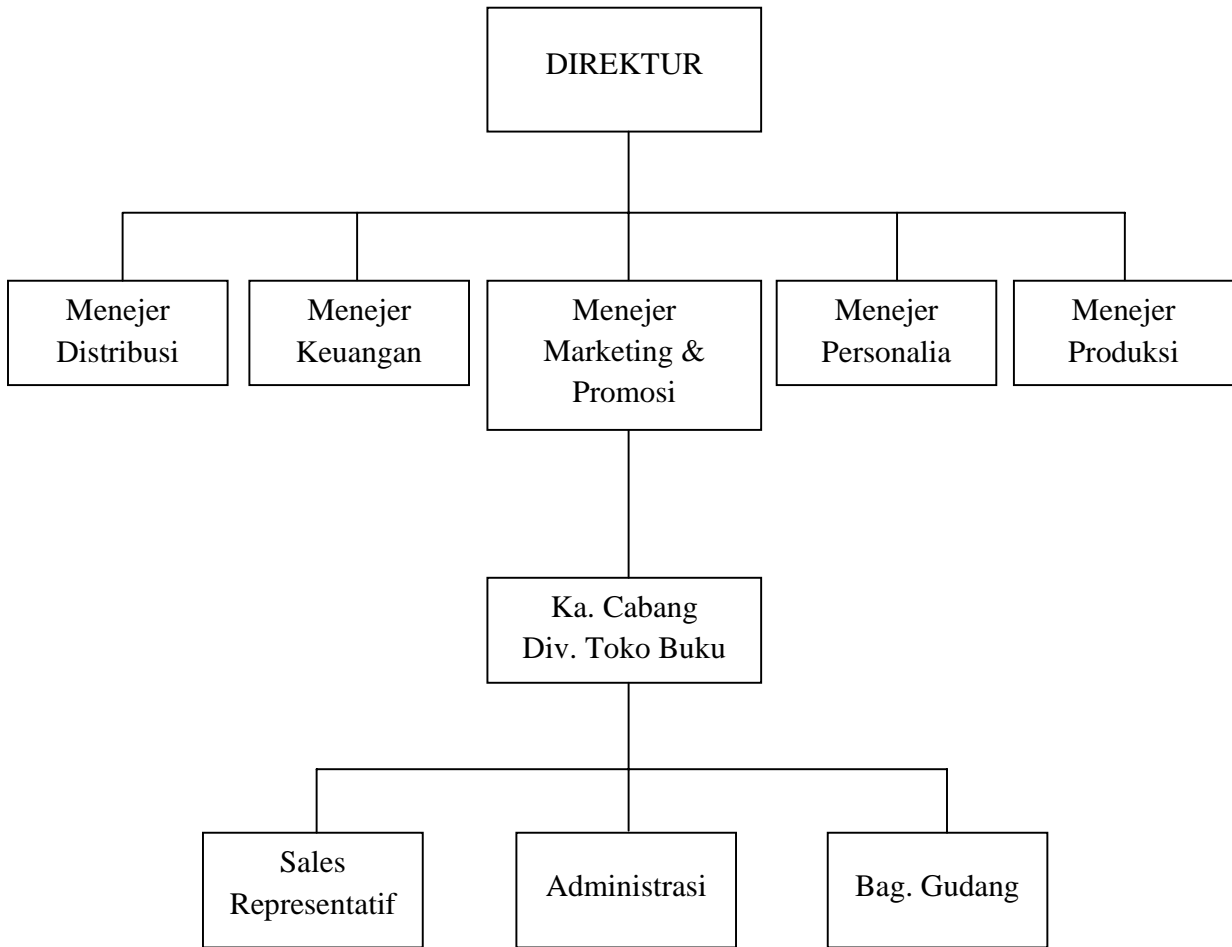 DIREKTUR
Menejer
Distribusi
Menejer
Keuangan
Menejer
Marketing &
Promosi
Menejer
Personalia
Menejer
Produksi
Ka. Cabang
Div. Toko Buku
Sales
Representatif
Administrasi
Bag. Gudang